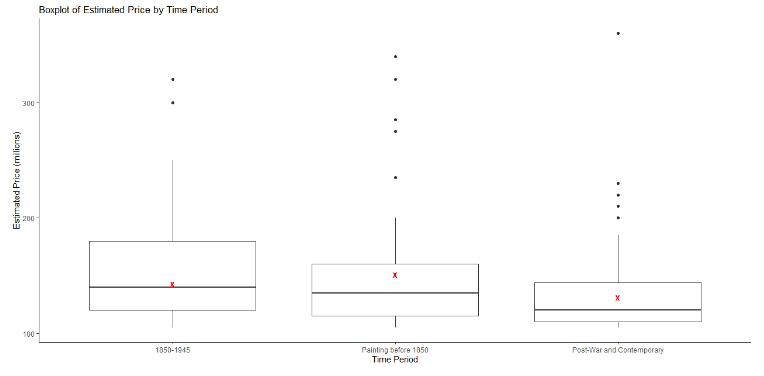 Boxplot of Estimated Price by Time Period
Estimated Price (millions)
300
200
100
X
X
X
1850-1945
Painting before 1850
Post-War and Contemporary
Time Period